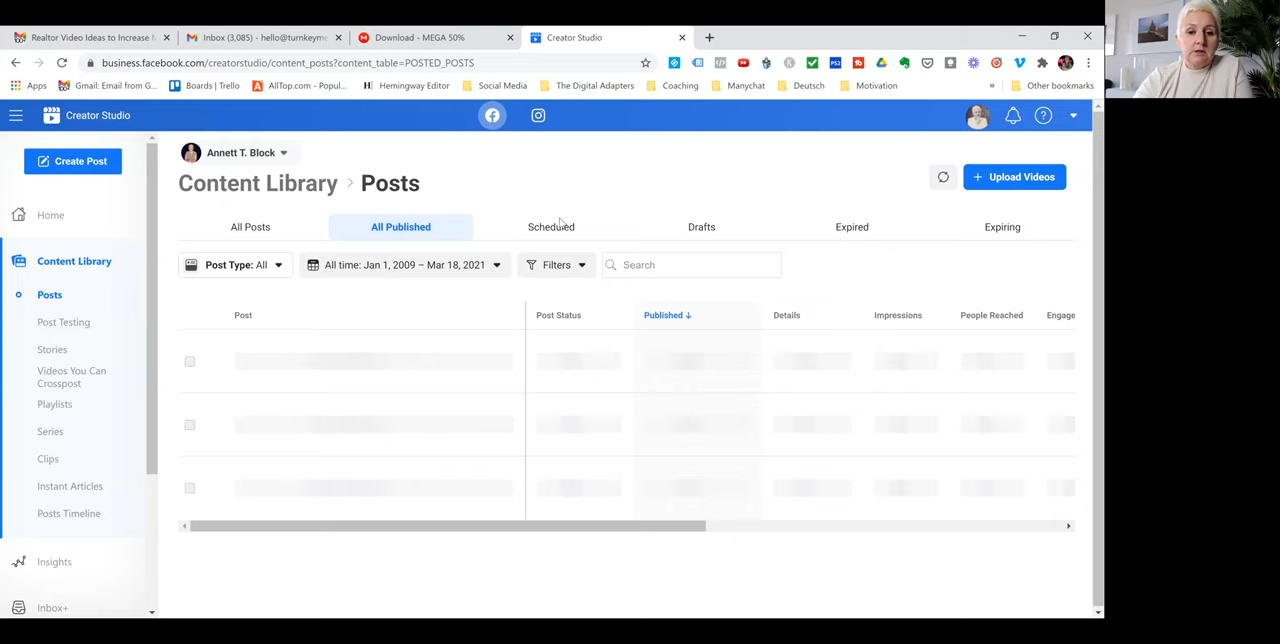 Realtor Video Ideas to Increase M
Inbox (3,085) - hello@turnkeyme
Download - MEGA 50%
Creator Studio
business.facebook.com/creatorstudio/content_posts?content_table=POSTED_POSTS
Apps
Gmail: Email from G...
Boards | Trello
AllTop.com - Popul...
Hemingway Editor
Social Media
The Digital Adapters
Coaching
Manychat
Deutsch
Motivation
»
Other bookmarks
Creator Studio
Create Post
Home
Content Library
Posts
Post Testing
Stories
Videos You Can
Crosspost
Playlists
Series
Clips
Instant Articles
Posts Timeline
Insights
Inbox+
Annett T. Block
Content Library > Posts
+ Upload Videos
All Posts
All Published
Scheduled
Drafts
Expired
Expiring
Post Type: All
All time: Jan 1, 2009 – Mar 18, 2021
Filters
Search
Post
Post Status
Published ↓
Details
Impressions
People Reached
Engage